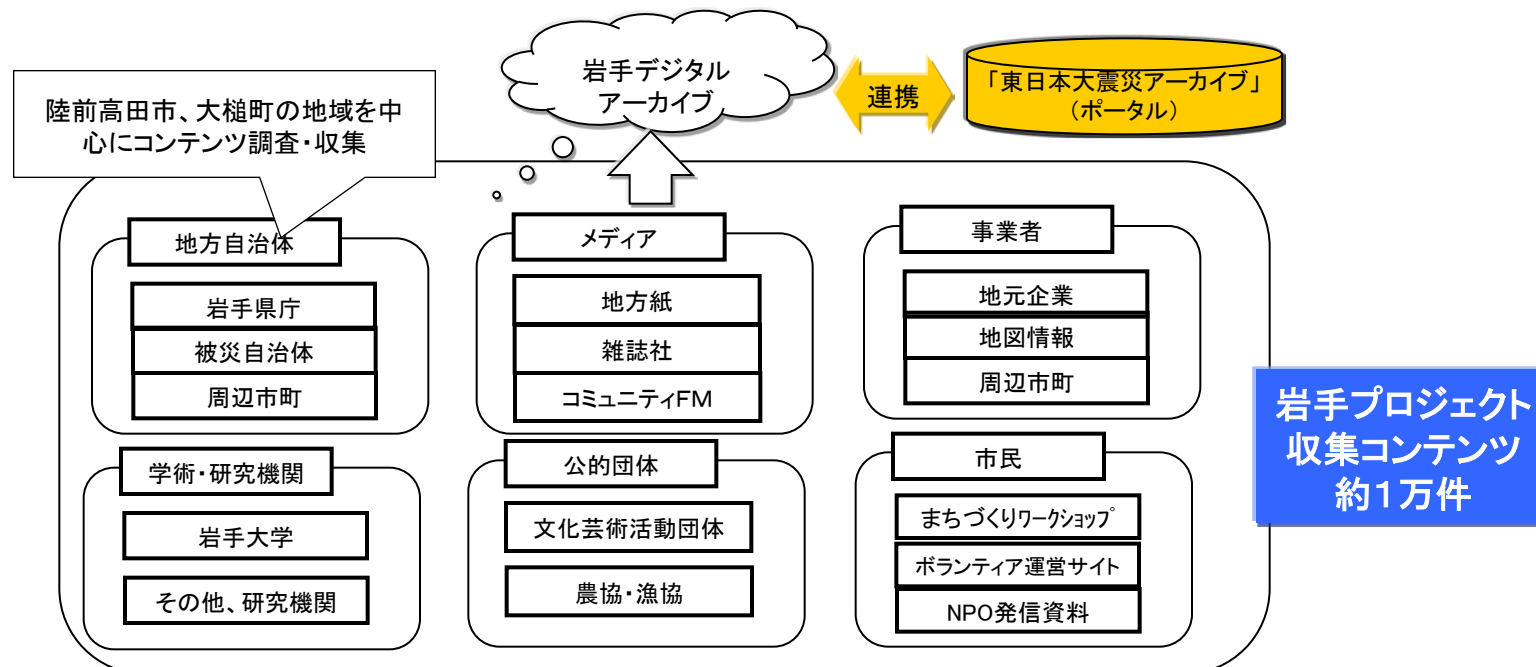 岩手デジタル
アーカイブ
連携
「東日本大震災アーカイブ」
（ポータル）
陸前高田市、大槌町の地域を中
心にコンテンツ調査・収集
地方自治体
岩手県庁
被災自治体
周辺市町
メディア
地方紙
雑誌社
コミュニティFM
事業者
地元企業
地図情報
周辺市町
学術・研究機関
岩手大学
その他、研究機関
公的団体
文化芸術活動団体
農協・漁協
市民
まちづくりワークショップ
ボランティア運営サイト
NPO発信資料
岩手プロジェクト
収集コンテンツ
約１万件